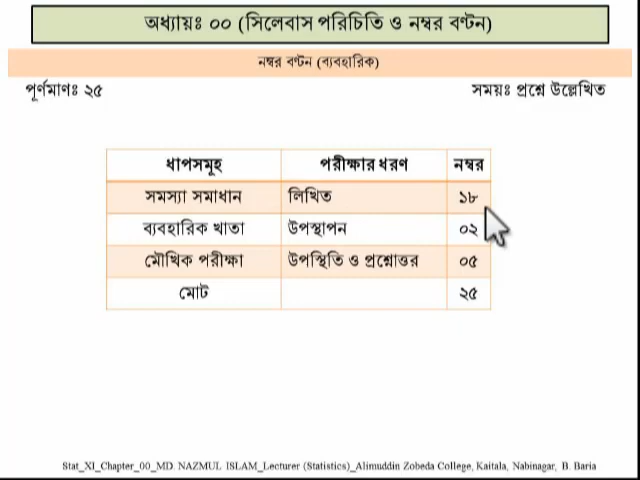 অধ্যায়ঃ ০০ (সিলেবাস পরিচিতি ও নম্বর বণ্টন)
নম্বর বণ্টন (ব্যবহারিক)
পূর্ণমাণঃ ২৫ সময়ঃ প্রশ্নে উল্লেখিত
ধাপসমূহ পরীক্ষার ধরণ নম্বর
সমস্যা সমাধান লিখিত ১৮
ব্যবহারিক খাতা উপস্থাপন ০২
মৌখিক পরীক্ষা উপস্থিতি ও প্রশ্নোত্তর ০৫
মোট ২৫
Stat_XI_Chapter_00_MD. NAZMUL ISLAM_Lecturer (Statistics)_Alimuddin Zobeda College, Kaitala, Nabinagar, B. Baria